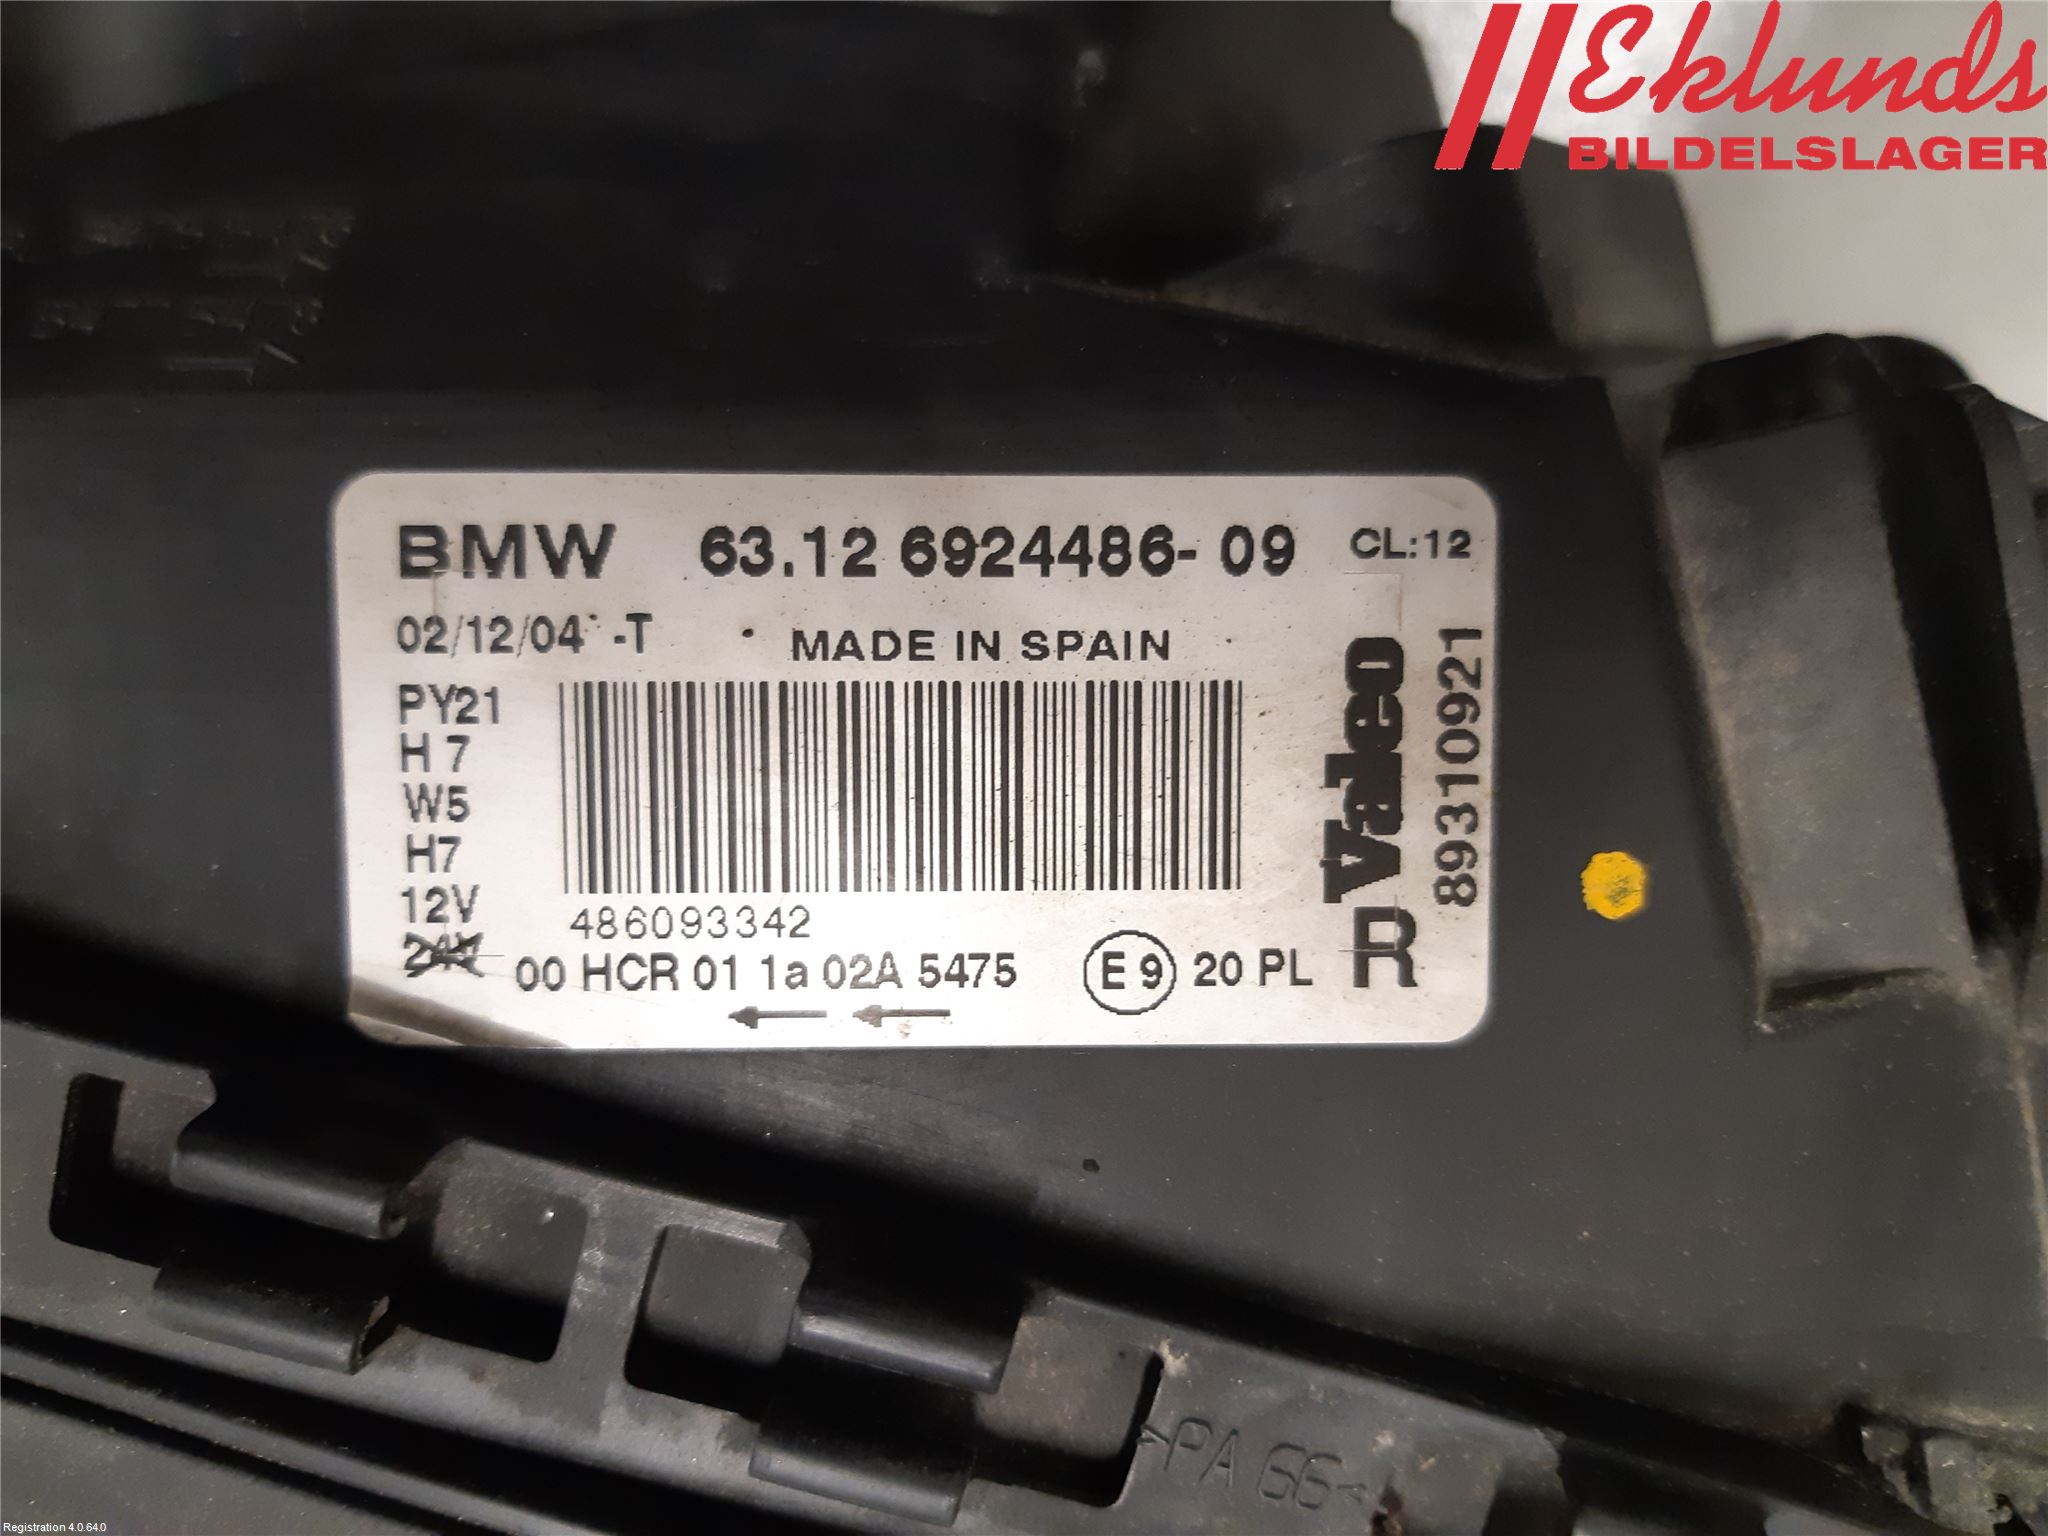 Eklunds
BILDELSLAGER
BMW 63.12 6924486- 09 CL:12
02/12/04 -T MADE IN SPAIN
PY21
H 7
W5
H7
12V
24V
486093342
00 HCR 01 1a 02A 5475 E 9 20 PL
R Valeo
89310921
>PA 66<
Registration 4.0.64.0